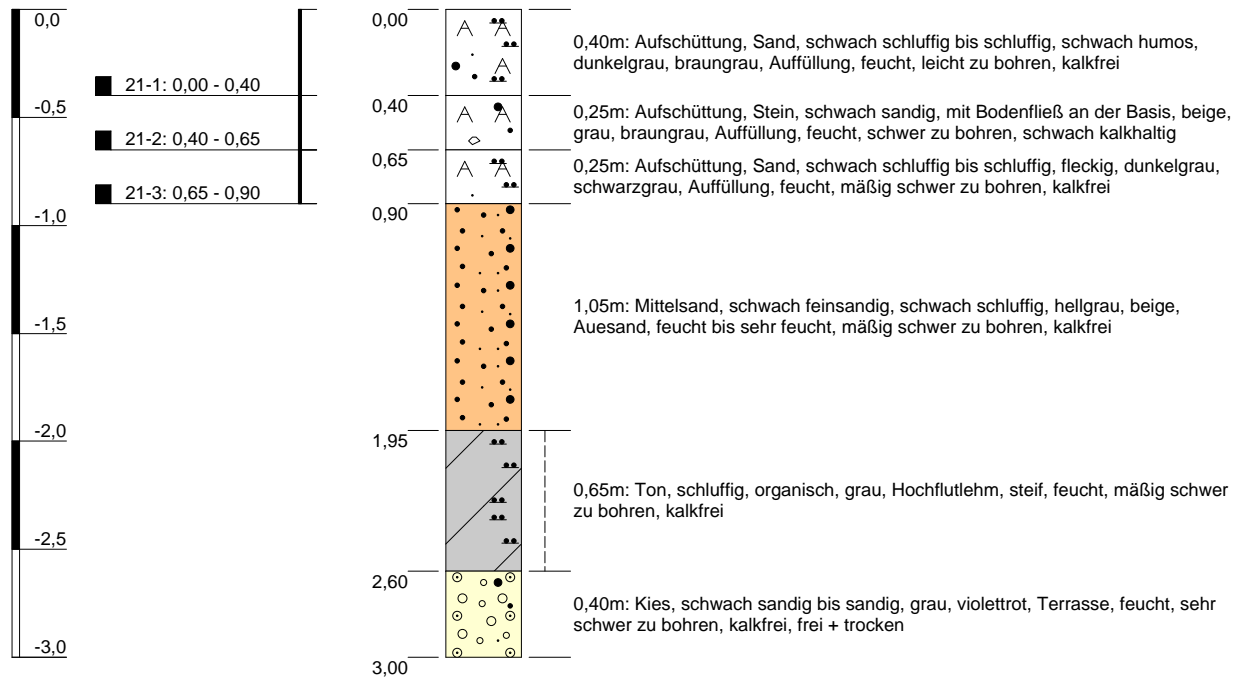 0,0
-0,5
-1,0
-1,5
-2,0
-2,5
-3,0
21-1: 0,00 - 0,40
21-2: 0,40 - 0,65
21-3: 0,65 - 0,90
0,00
0,40
0,65
0,90
1,95
2,60
3,00
0,40m: Aufschüttung, Sand, schwach schluffig bis schluffig, schwach humos,
dunkelgrau, braungrau, Auffüllung, feucht, leicht zu bohren, kalkfrei
0,25m: Aufschüttung, Stein, schwach sandig, mit Bodenfließ an der Basis, beige,
grau, braungrau, Auffüllung, feucht, schwer zu bohren, schwach kalkhaltig
0,25m: Aufschüttung, Sand, schwach schluffig bis schluffig, fleckig, dunkelgrau,
schwarzgrau, Auffüllung, feucht, mäßig schwer zu bohren, kalkfrei
1,05m: Mittelsand, schwach feinsandig, schwach schluffig, hellgrau, beige,
Auesand, feucht bis sehr feucht, mäßig schwer zu bohren, kalkfrei
0,65m: Ton, schluffig, organisch, grau, Hochflutlehm, steif, feucht, mäßig schwer
zu bohren, kalkfrei
0,40m: Kies, schwach sandig bis sandig, grau, violettrot, Terrasse, feucht, sehr
schwer zu bohren, kalkfrei, frei + trocken